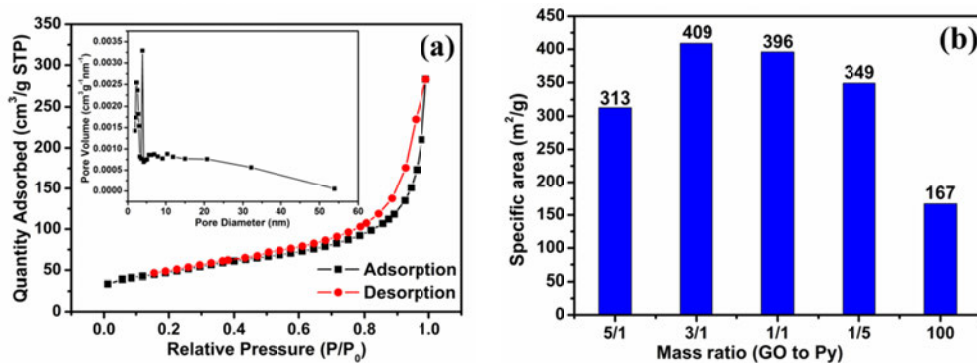 (a)
Quantity Adsorbed (cm³/g STP)
350
300
250
200
150
100
50
0
0.0 0.2 0.4 0.6 0.8 1.0
Relative Pressure (P/P₀)
Adsorption
Desorption
Pore Volume (cm³g⁻¹nm⁻¹)
0.0035
0.0030
0.0025
0.0020
0.0015
0.0010
0.0005
0.0000
0 10 20 30 40 50 60
Pore Diameter (nm)
(b)
Specific area (m²/g)
450
400
350
300
250
200
150
100
50
0
313
409
396
349
167
5/1 3/1 1/1 1/5 100
Mass ratio (GO to Py)